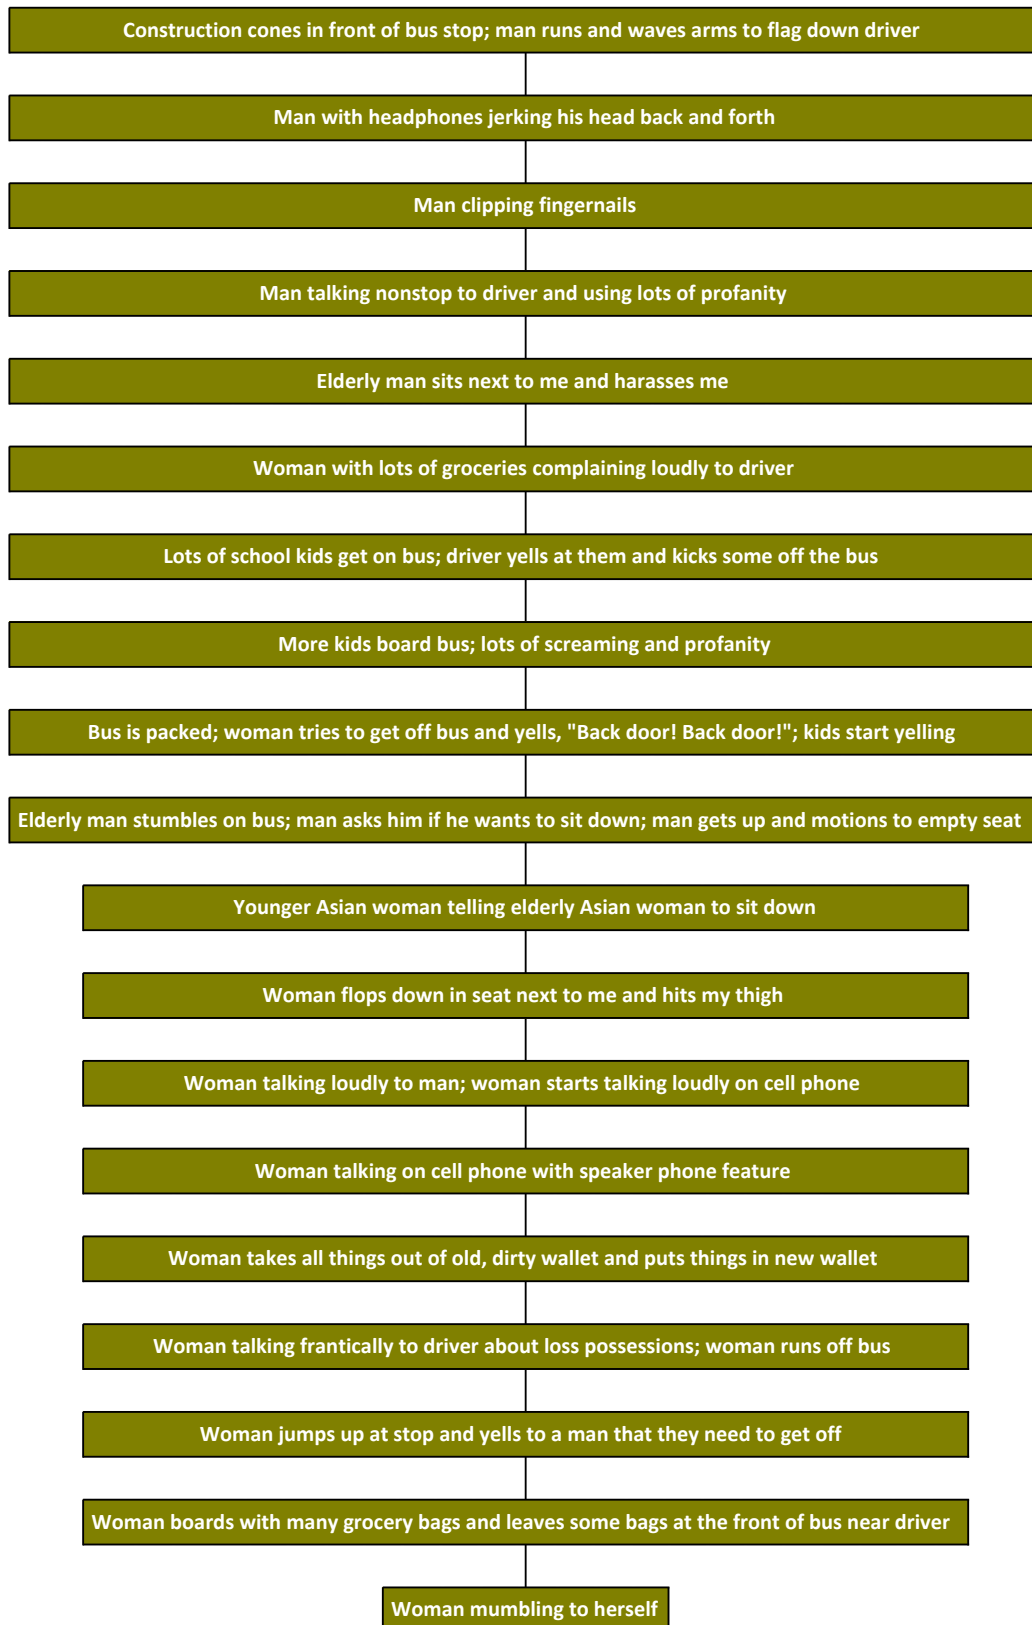 Construction cones in front of bus stop; man runs and waves arms to flag down driver
Man with headphones jerking his head back and forth
Man clipping fingernails
Man talking nonstop to driver and using lots of profanity
Elderly man sits next to me and harasses me
Woman with lots of groceries complaining loudly to driver
Lots of school kids get on bus; driver yells at them and kicks some off the bus
More kids board bus; lots of screaming and profanity
Bus is packed; woman tries to get off bus and yells, "Back door! Back door!"; kids start yelling
Elderly man stumbles on bus; man asks him if he wants to sit down; man gets up and motions to empty seat
Younger Asian woman telling elderly Asian woman to sit down
Woman flops down in seat next to me and hits my thigh
Woman talking loudly to man; woman starts talking loudly on cell phone
Woman talking on cell phone with speaker phone feature
Woman takes all things out of old, dirty wallet and puts things in new wallet
Woman talking frantically to driver about loss possessions; woman runs off bus
Woman jumps up at stop and yells to a man that they need to get off
Woman boards with many grocery bags and leaves some bags at the front of bus near driver
Woman mumbling to herself